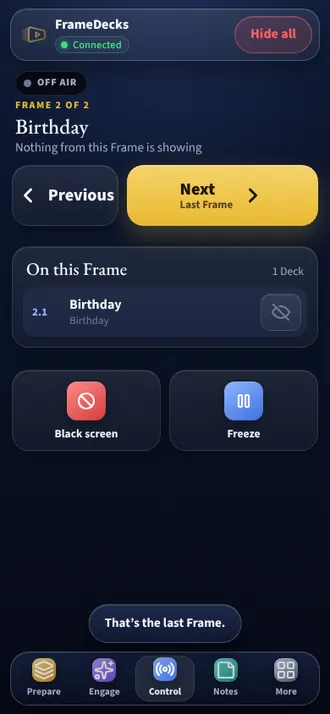 FrameDecks
Connected
Hide all
OFF AIR
FRAME 2 OF 2
Birthday
Nothing from this Frame is showing
Previous
Next
Last Frame
On this Frame
1 Deck
2.1
Birthday
Birthday
Black screen
Freeze
That's the last Frame.
Prepare
Engage
Control
Notes
More